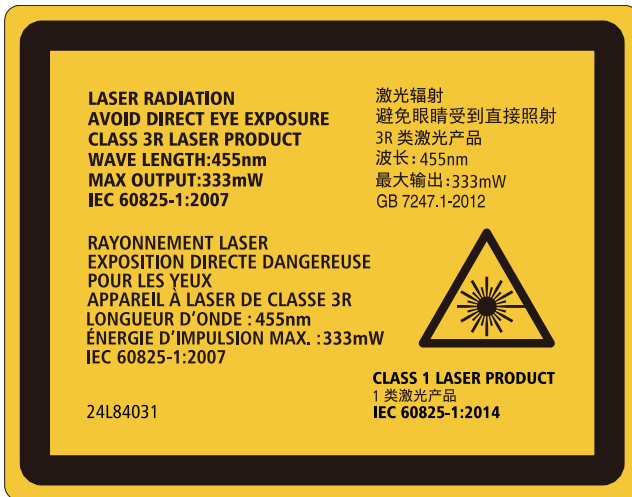 LASER RADIATION
AVOID DIRECT EYE EXPOSURE
CLASS 3R LASER PRODUCT
WAVE LENGTH:455nm
MAX OUTPUT:333mW
IEC 60825-1:2007
激光辐射
避免眼睛受到直接照射
3R 类激光产品
波长:455nm
最大输出:333mW
GB 7247.1-2012
RAYONNEMENT LASER
EXPOSITION DIRECTE DANGEREUSE
POUR LES YEUX
APPAREIL À LASER DE CLASSE 3R
LONGUEUR D'ONDE : 455nm
ÉNERGIE D'IMPULSION MAX. :333mW
IEC 60825-1:2007
24L84031
CLASS 1 LASER PRODUCT
1 类激光产品
IEC 60825-1:2014